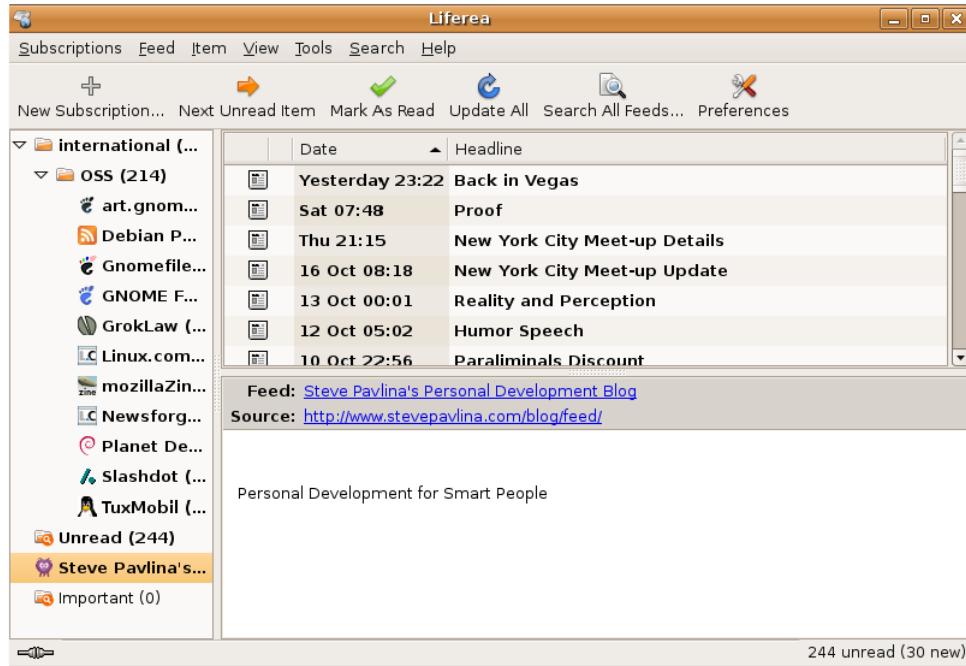 Liferea
Subscriptions Feed Item View Tools Search Help
New Subscription... Next Unread Item Mark As Read Update All Search All Feeds... Preferences
international (...
OSS (214)
art.gnom...
Debian P...
Gnomefile...
GNOME F...
GrokLaw (...
Linux.com...
mozillaZin...
Newsforg...
Planet De...
Slashdot (...
TuxMobil (...
Unread (244)
Steve Pavlina's...
Important (0)
Date Headline
Yesterday 23:22 Back in Vegas
Sat 07:48 Proof
Thu 21:15 New York City Meet-up Details
16 Oct 08:18 New York City Meet-up Update
13 Oct 00:01 Reality and Perception
12 Oct 05:02 Humor Speech
10 Oct 22:56 Paraliminals Discount
Feed: Steve Pavlina's Personal Development Blog
Source: http://www.stevepavlina.com/blog/feed/
Personal Development for Smart People
244 unread (30 new)